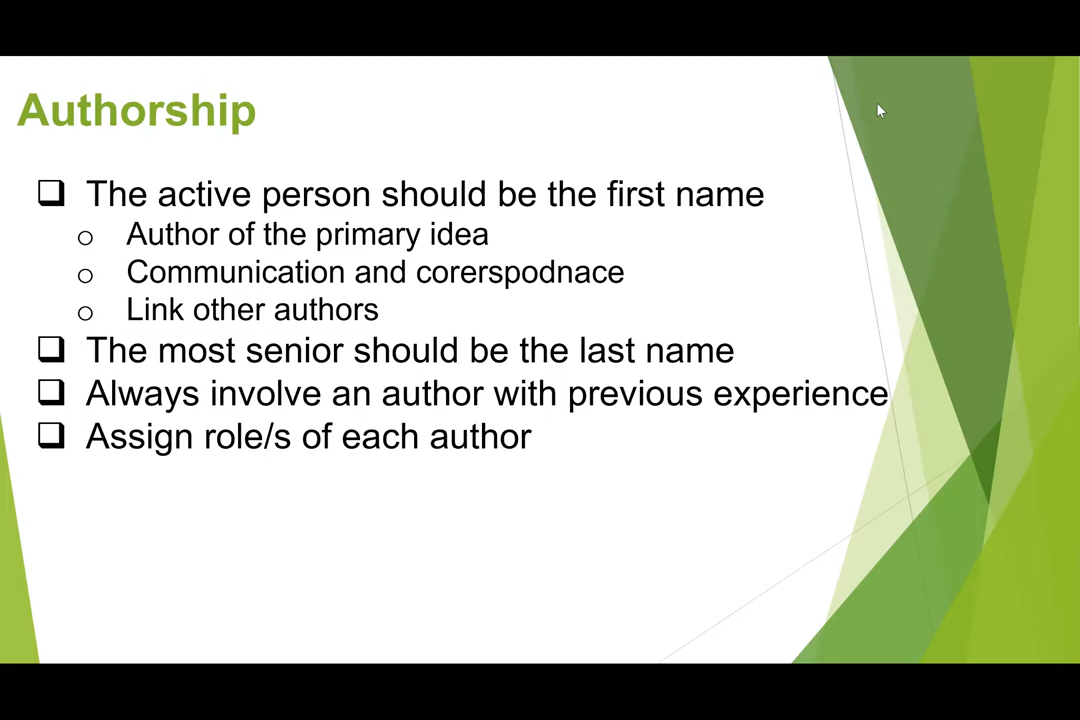 Authorship
The active person should be the first name
Author of the primary idea
Communication and corerspodnace
Link other authors
The most senior should be the last name
Always involve an author with previous experience
Assign role/s of each author